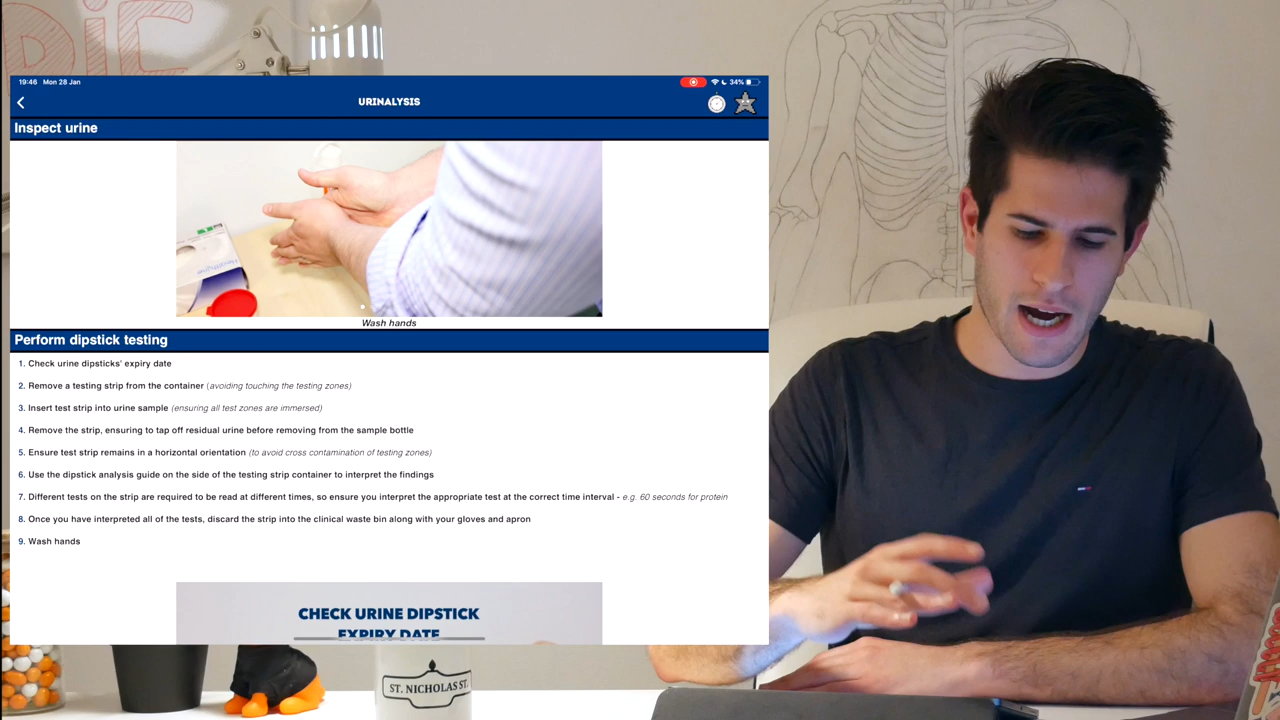 DiC
19:46 Mon 28 Jan
34%
URINALYSIS
Inspect urine
Wash hands
Perform dipstick testing
1. Check urine dipsticks' expiry date
2. Remove a testing strip from the container (avoiding touching the testing zones)
3. Insert test strip into urine sample (ensuring all test zones are immersed)
4. Remove the strip, ensuring to tap off residual urine before removing from the sample bottle
5. Ensure test strip remains in a horizontal orientation (to avoid cross contamination of testing zones)
6. Use the dipstick analysis guide on the side of the testing strip container to interpret the findings
7. Different tests on the strip are required to be read at different times, so ensure you interpret the appropriate test at the correct time interval - e.g. 60 seconds for protein
8. Once you have interpreted all of the tests, discard the strip into the clinical waste bin along with your gloves and apron
9. Wash hands
CHECK URINE DIPSTICK
EXPIRY DATE
ST. NICHOLAS ST.